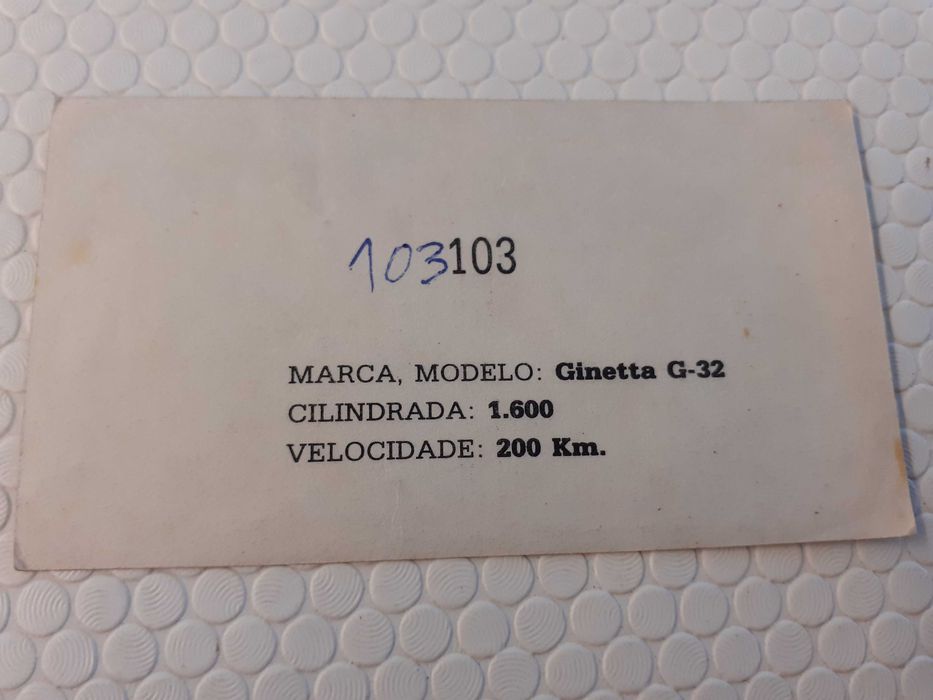 103103
MARCA, MODELO: Ginetta G-32
CILINDRADA: 1.600
VELOCIDADE: 200 Km.